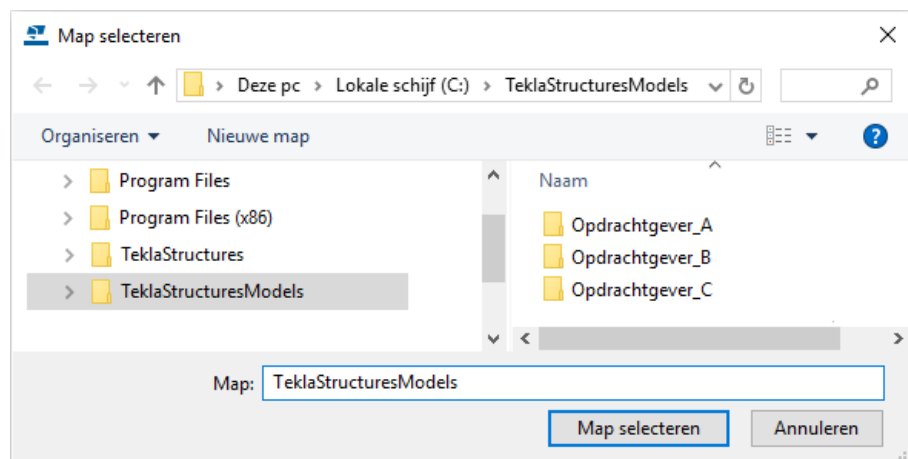 Map selecteren
Deze pc > Lokale schijf (C:) > TeklaStructuresModels
Organiseren Nieuwe map ?
Program Files
Program Files (x86)
TeklaStructures
TeklaStructuresModels
Naam
Opdrachtgever_A
Opdrachtgever_B
Opdrachtgever_C
Map: TeklaStructuresModels
Map selecteren Annuleren